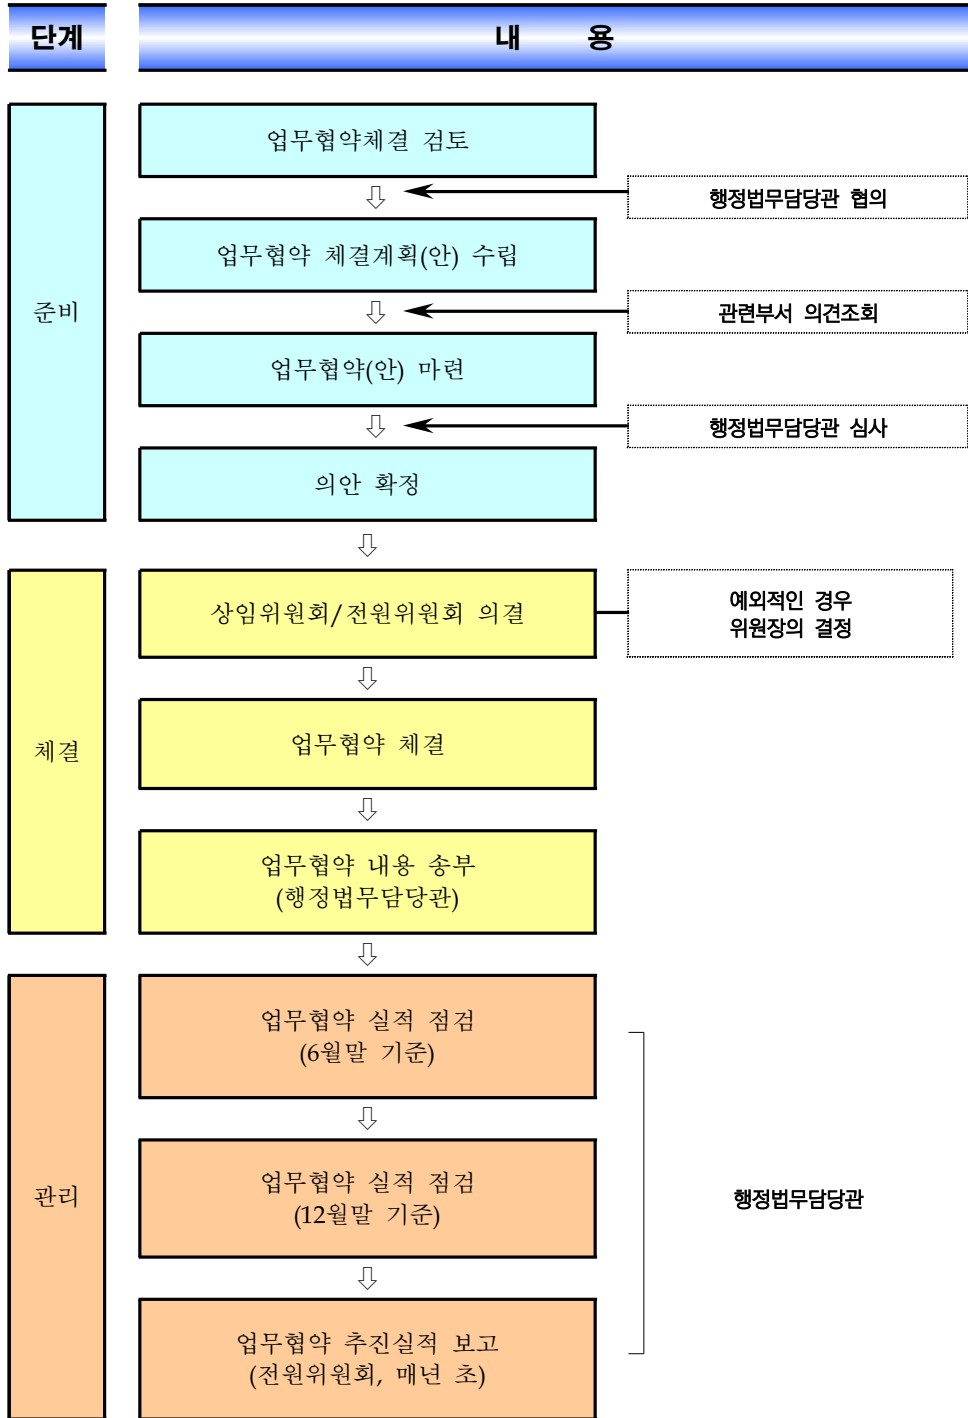 단계
내 용
준비
업무협약체결 검토
행정법무담당관 협의
업무협약 체결계획(안) 수립
관련부서 의견조회
업무협약(안) 마련
행정법무담당관 심사
의안 확정
체결
상임위원회/전원위원회 의결
예외적인 경우
위원장의 결정
업무협약 체결
업무협약 내용 송부
(행정법무담당관)
관리
업무협약 실적 점검
(6월말 기준)
업무협약 실적 점검
(12월말 기준)
행정법무담당관
업무협약 추진실적 보고
(전원위원회, 매년 초)